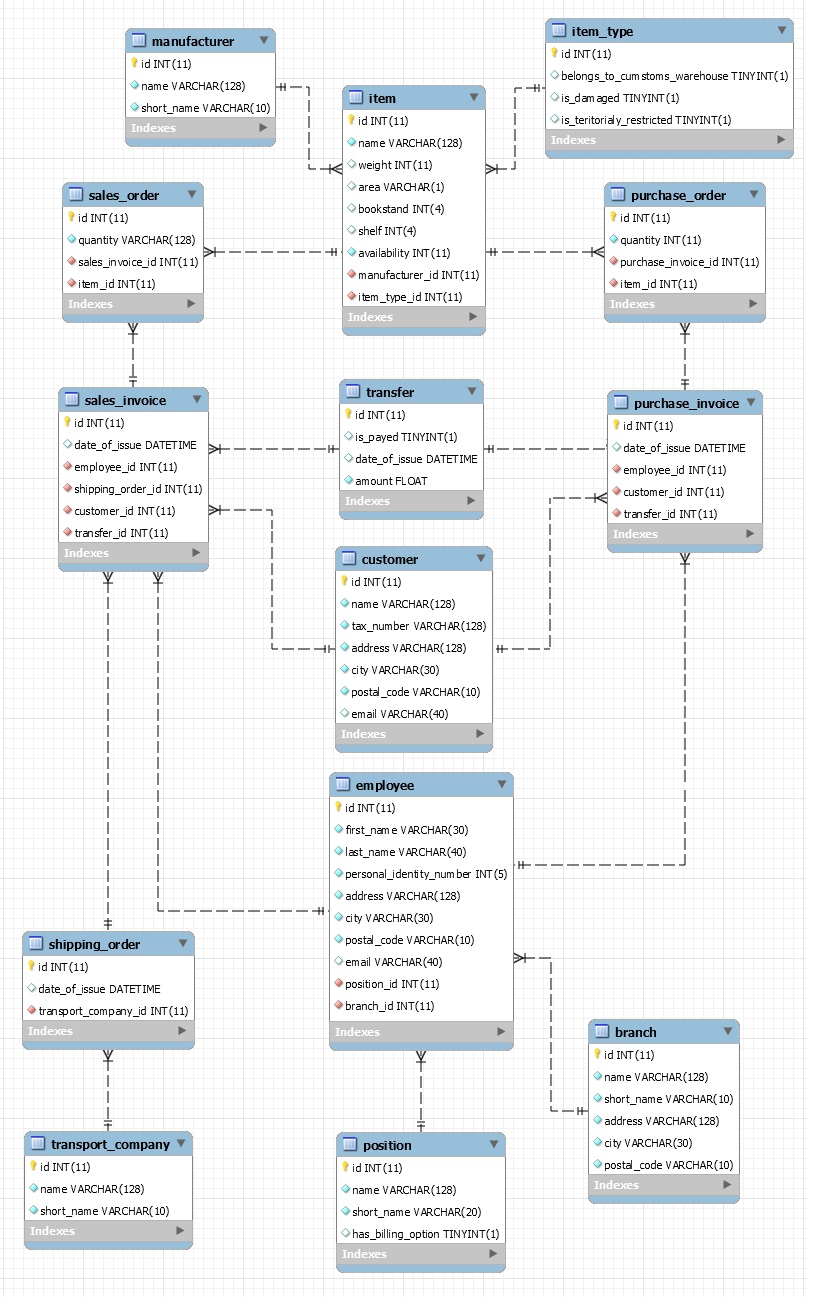 manufacturer
id INT(11)
name VARCHAR(128)
short_name VARCHAR(10)
Indexes
item_type
id INT(11)
belongs_to_cumstoms_warehouse TINYINT(1)
is_damaged TINYINT(1)
is_teritorialy_restricted TINYINT(1)
Indexes
item
id INT(11)
name VARCHAR(128)
weight INT(11)
area VARCHAR(1)
bookstand INT(4)
shelf INT(4)
availability INT(11)
manufacturer_id INT(11)
item_type_id INT(11)
Indexes
sales_order
id INT(11)
quantity VARCHAR(128)
sales_invoice_id INT(11)
item_id INT(11)
Indexes
purchase_order
id INT(11)
quantity INT(11)
purchase_invoice_id INT(11)
item_id INT(11)
Indexes
sales_invoice
id INT(11)
date_of_issue DATETIME
employee_id INT(11)
shipping_order_id INT(11)
customer_id INT(11)
transfer_id INT(11)
Indexes
transfer
id INT(11)
is_payed TINYINT(1)
date_of_issue DATETIME
amount FLOAT
Indexes
purchase_invoice
id INT(11)
date_of_issue DATETIME
employee_id INT(11)
customer_id INT(11)
transfer_id INT(11)
Indexes
customer
id INT(11)
name VARCHAR(128)
tax_number VARCHAR(128)
address VARCHAR(128)
city VARCHAR(30)
postal_code VARCHAR(10)
email VARCHAR(40)
Indexes
employee
id INT(11)
first_name VARCHAR(30)
last_name VARCHAR(40)
personal_identity_number INT(5)
address VARCHAR(128)
city VARCHAR(30)
postal_code VARCHAR(10)
email VARCHAR(40)
position_id INT(11)
branch_id INT(11)
Indexes
shipping_order
id INT(11)
date_of_issue DATETIME
transport_company_id INT(11)
Indexes
branch
id INT(11)
name VARCHAR(128)
short_name VARCHAR(10)
address VARCHAR(128)
city VARCHAR(30)
postal_code VARCHAR(10)
Indexes
transport_company
id INT(11)
name VARCHAR(128)
short_name VARCHAR(10)
Indexes
position
id INT(11)
name VARCHAR(128)
short_name VARCHAR(20)
has_billing_option TINYINT(1)
Indexes